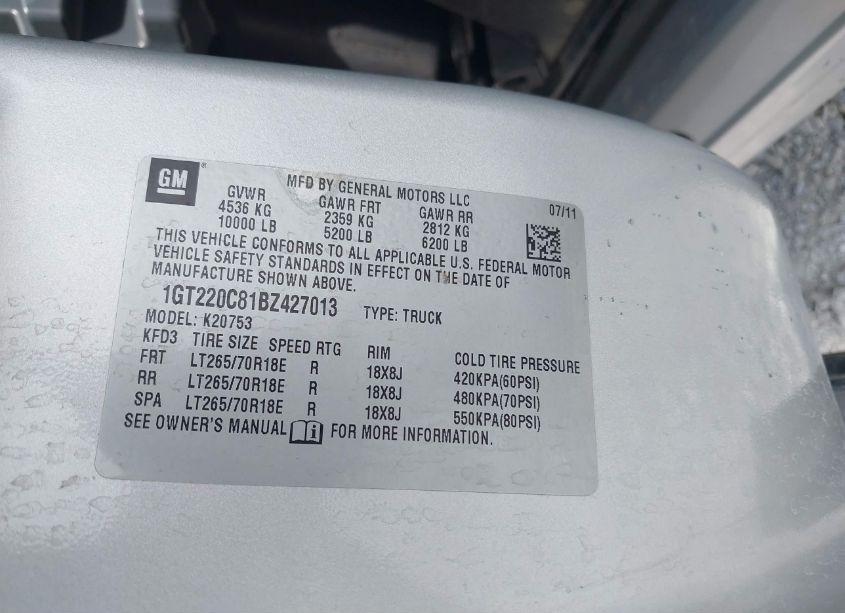 GM
MFD BY GENERAL MOTORS LLC 07/11
GVWR GAWR FRT GAWR RR
4536 KG 2359 KG 2812 KG
10000 LB 5200 LB 6200 LB
THIS VEHICLE CONFORMS TO ALL APPLICABLE U.S. FEDERAL MOTOR
VEHICLE SAFETY STANDARDS IN EFFECT ON THE DATE OF
MANUFACTURE SHOWN ABOVE.
1GT220C81BZ427013 TYPE: TRUCK
MODEL: K20753
KFD3 TIRE SIZE SPEED RTG RIM COLD TIRE PRESSURE
FRT LT265/70R18E R 18X8J 420KPA(60PSI)
RR LT265/70R18E R 18X8J 480KPA(70PSI)
SPA LT265/70R18E R 18X8J 550KPA(80PSI)
SEE OWNER'S MANUAL FOR MORE INFORMATION.